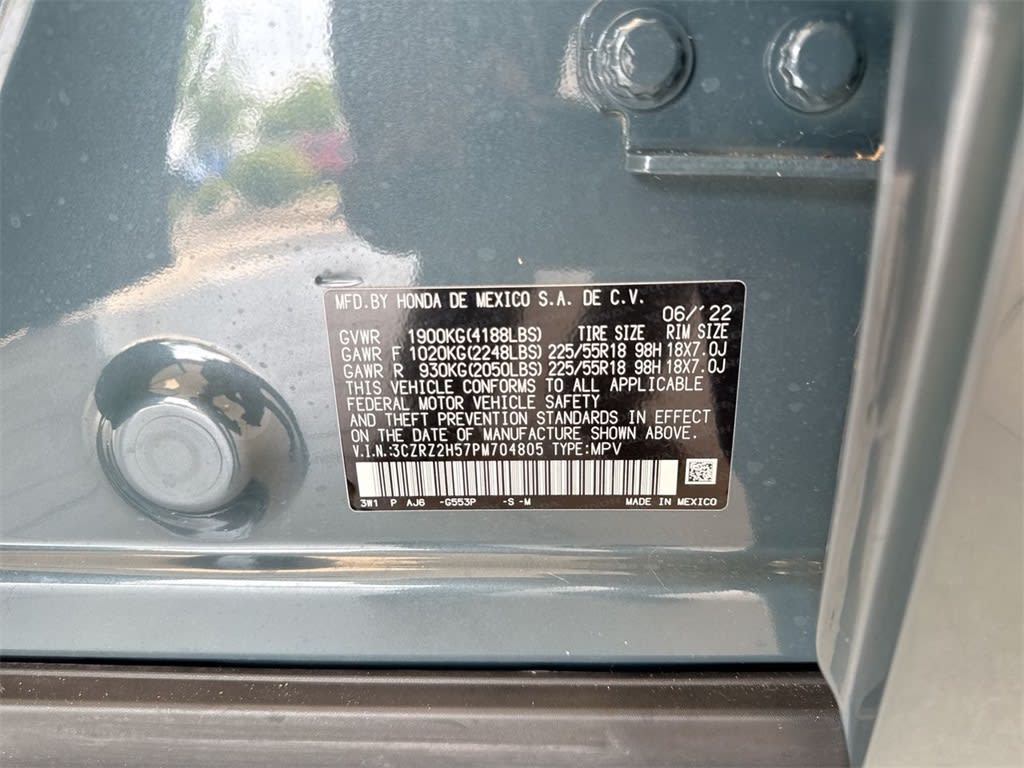 MFD.BY HONDA DE MEXICO S.A. DE C.V.
06/'22
GVWR 1900KG(4188LBS) TIRE SIZE RIM SIZE
GAWR F 1020KG(2248LBS) 225/55R18 98H 18X7.0J
GAWR R 930KG(2050LBS) 225/55R18 98H 18X7.0J
THIS VEHICLE CONFORMS TO ALL APPLICABLE
FEDERAL MOTOR VEHICLE SAFETY
AND THEFT PREVENTION STANDARDS IN EFFECT
ON THE DATE OF MANUFACTURE SHOWN ABOVE.
V.I.N.:3CZRZ2H57PM704805 TYPE:MPV
3W1 P AJ6 -G553P -S -M MADE IN MEXICO